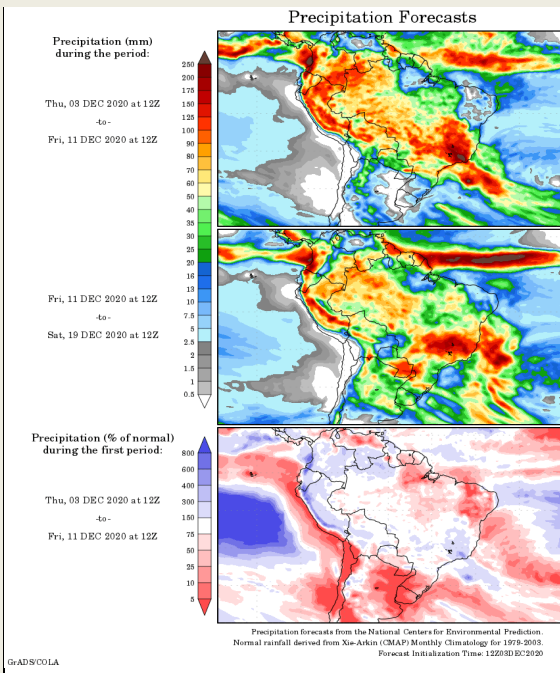 Precipitation Forecasts
Precipitation (mm)
during the period:
Thu, 03 DEC 2020 at 12Z
-to-
Fri, 11 DEC 2020 at 12Z
250
200
175
150
125
100
90
80
70
60
50
40
35
30
25
20
16
13
10
7.5
5
2.5
2
1.5
1
0.5
Fri, 11 DEC 2020 at 12Z
-to-
Sat, 19 DEC 2020 at 12Z
Precipitation (% of normal)
during the first period:
Thu, 03 DEC 2020 at 12Z
-to-
Fri, 11 DEC 2020 at 12Z
800
600
400
300
150
75
50
25
10
5
Precipitation forecasts from the National Centers for Environmental Prediction.
Normal rainfall derived from Xie-Arkin (CMAP) Monthly Climatology for 1979-2003.
Forecast Initialization Time: 12Z03DEC2020
GrADS/COLA